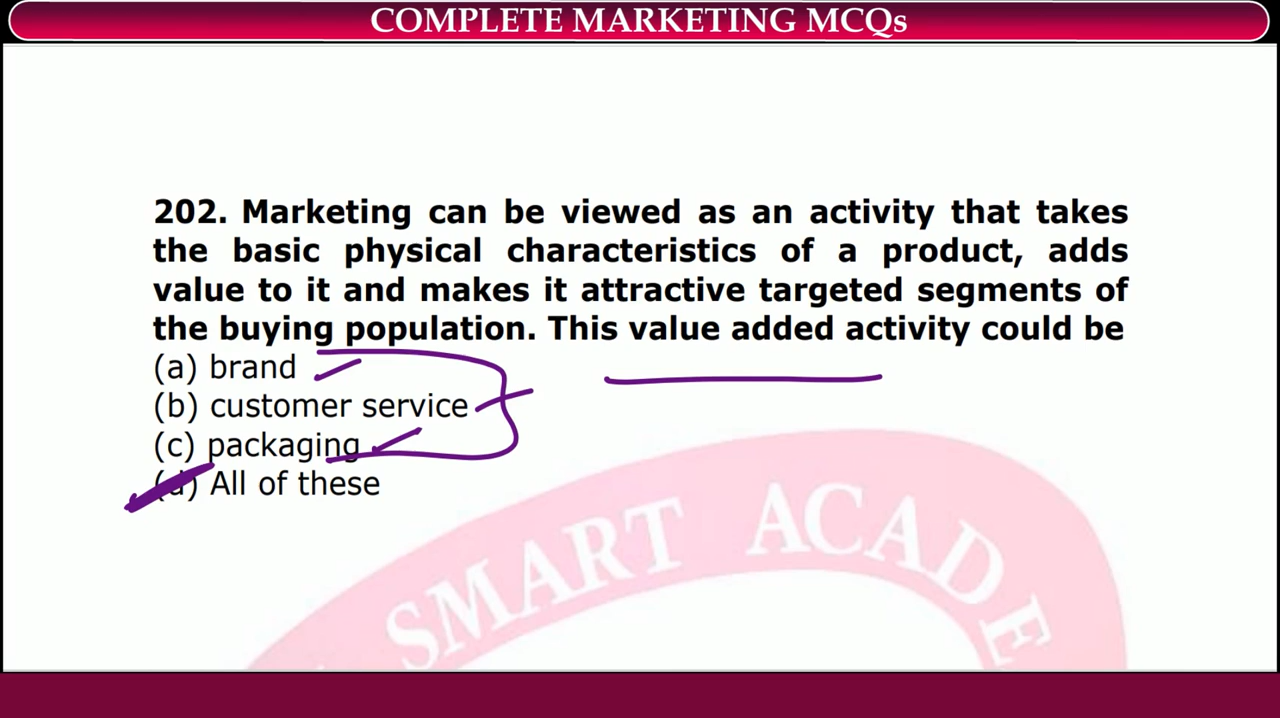 COMPLETE MARKETING MCQs
202. Marketing can be viewed as an activity that takes
the basic physical characteristics of a product, adds
value to it and makes it attractive targeted segments of
the buying population. This value added activity could be
(a) brand
(b) customer service
(c) packaging
(d) All of these
SMART ACADE